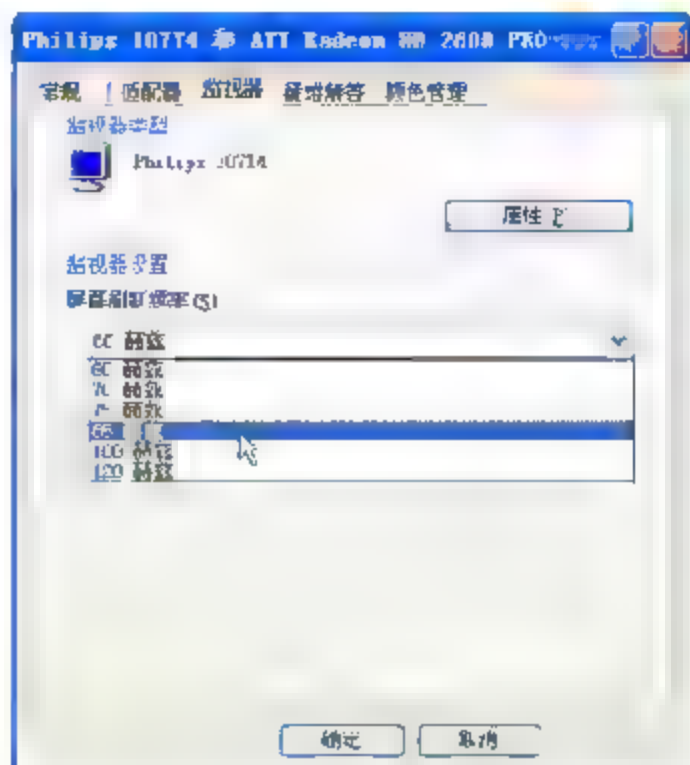 Philips 107T4 和 ATI Radeon HD 2600 PRO
常规 适配器 监视器 疑难解答 颜色管理
监视器类型
Philips 107T4
属性(P)
监视器设置
屏幕刷新频率(S)
60 赫兹
60 赫兹
70 赫兹
75 赫兹
85
100 赫兹
120 赫兹
确定 取消